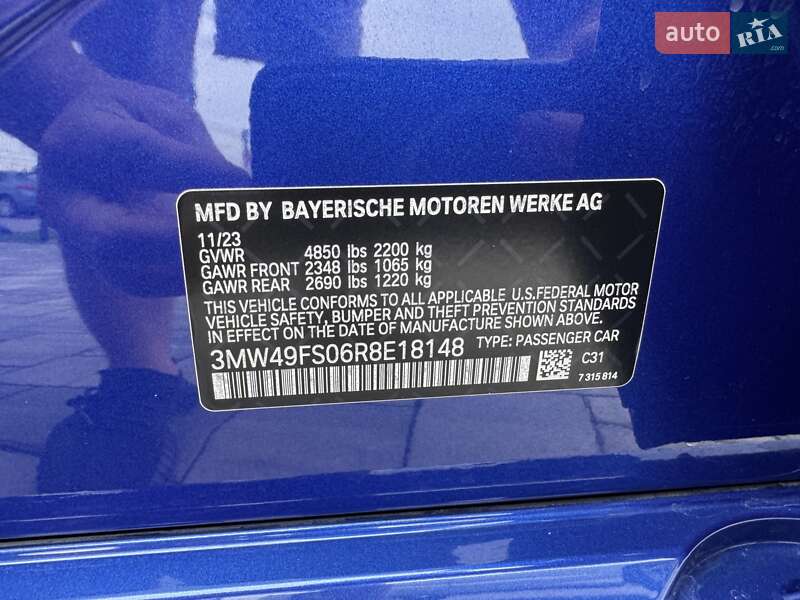 auto RIA.com
MFD BY BAYERISCHE MOTOREN WERKE AG
11/23
GVWR 4850 lbs 2200 kg
GAWR FRONT 2348 lbs 1065 kg
GAWR REAR 2690 lbs 1220 kg
THIS VEHICLE CONFORMS TO ALL APPLICABLE U.S.FEDERAL MOTOR
VEHICLE SAFETY, BUMPER AND THEFT PREVENTION STANDARDS
IN EFFECT ON THE DATE OF MANUFACTURE SHOWN ABOVE.
3MW49FS06R8E18148 TYPE: PASSENGER CAR
C31
7 315 814